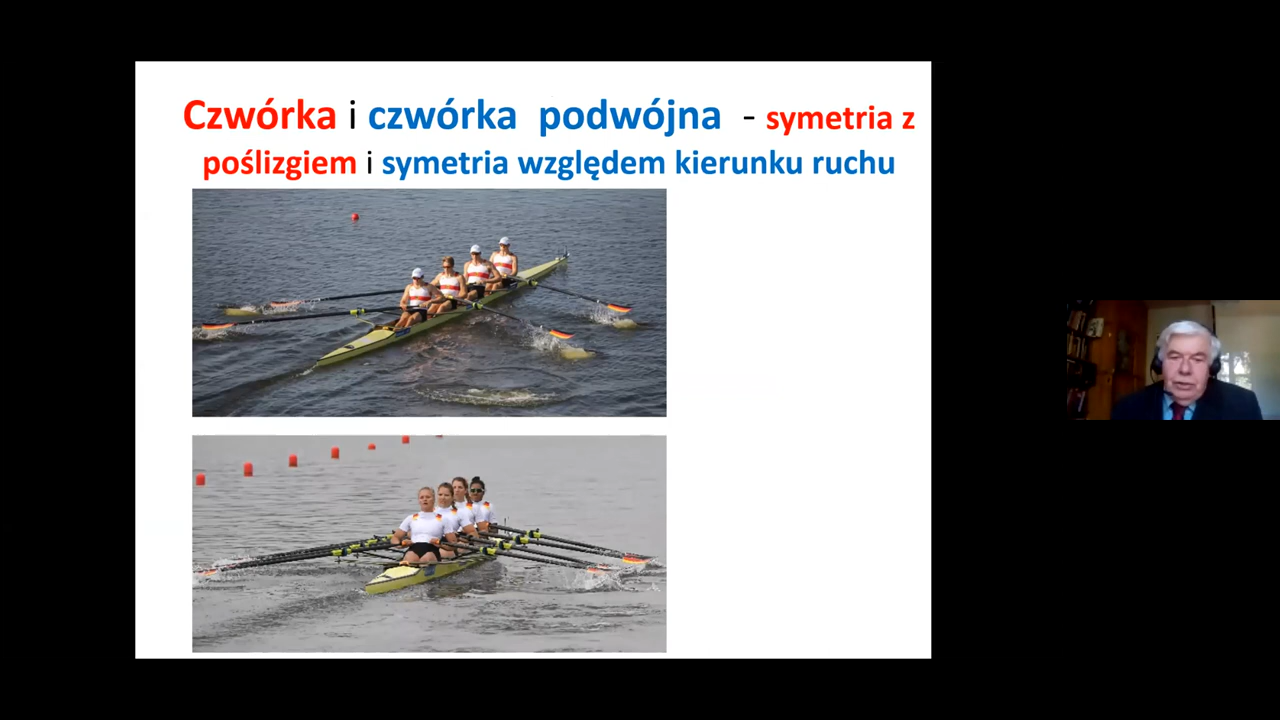 Czwórka i czwórka podwójna - symetria z
poślizgiem i symetria względem kierunku ruchu